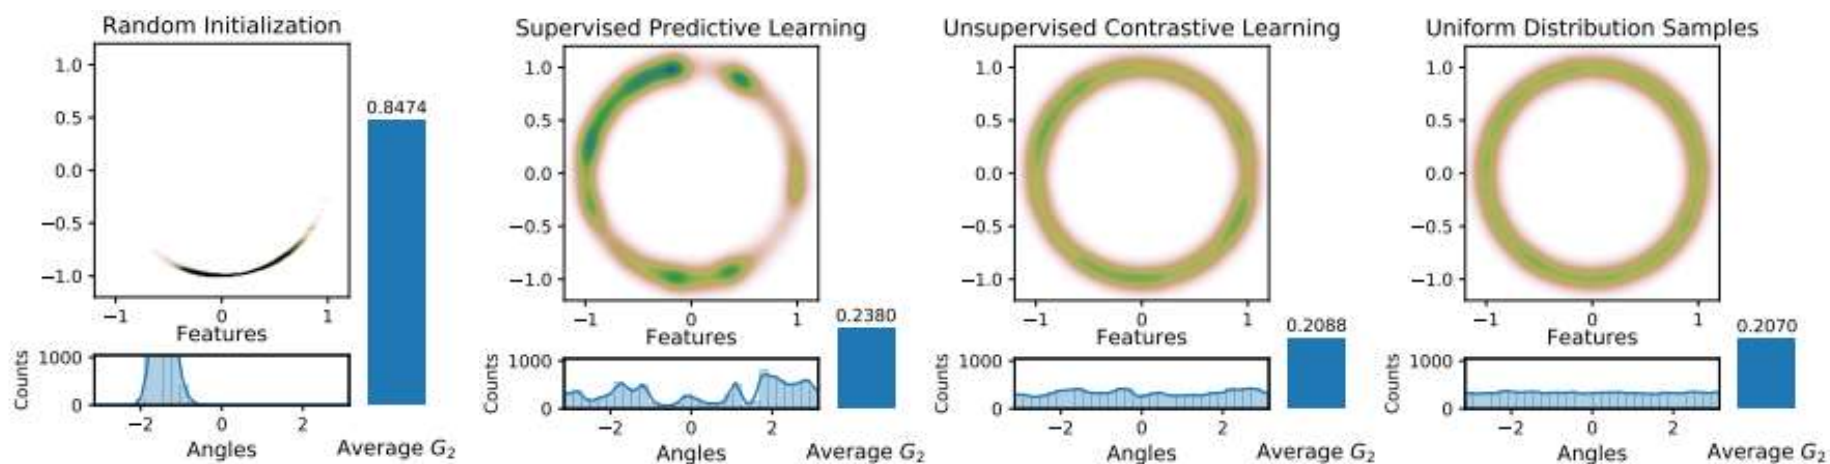 Random Initialization
1.0
0.5
0.0
−0.5
−1.0
−1 0 1
Features
0.8474
Counts
1000
0
−2 0 2
Angles
Average G₂
Supervised Predictive Learning
1.0
0.5
0.0
−0.5
−1.0
−1 0 1
Features
0.2380
Counts
1000
0
−2 0 2
Angles
Average G₂
Unsupervised Contrastive Learning
1.0
0.5
0.0
−0.5
−1.0
−1 0 1
Features
0.2088
Counts
1000
0
−2 0 2
Angles
Average G₂
Uniform Distribution Samples
1.0
0.5
0.0
−0.5
−1.0
−1 0 1
Features
0.2070
Counts
1000
0
−2 0 2
Angles
Average G₂